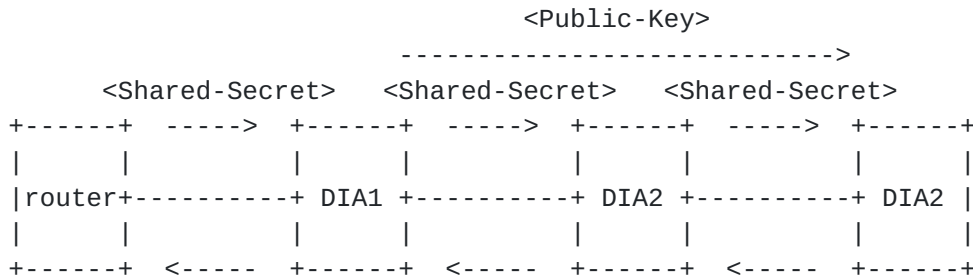 <Public-Key>
--------------------------->
<Shared-Secret> <Shared-Secret> <Shared-Secret>
+------+ -----> +------+ -----> +------+ -----> +------+
| | | | | | | |
|router+----------+ DIA1 +----------+ DIA2 +----------+ DIA2 |
| | | | | | | |
+------+ <----- +------+ <----- +------+ <----- +------+